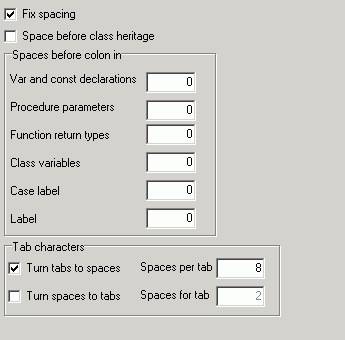 Fix spacing
Space before class heritage
Spaces before colon in
Var and const declarations 0
Procedure parameters 0
Function return types 0
Class variables 0
Case label 0
Label 0
Tab characters
Turn tabs to spaces Spaces per tab 8
Turn spaces to tabs Spaces for tab 2